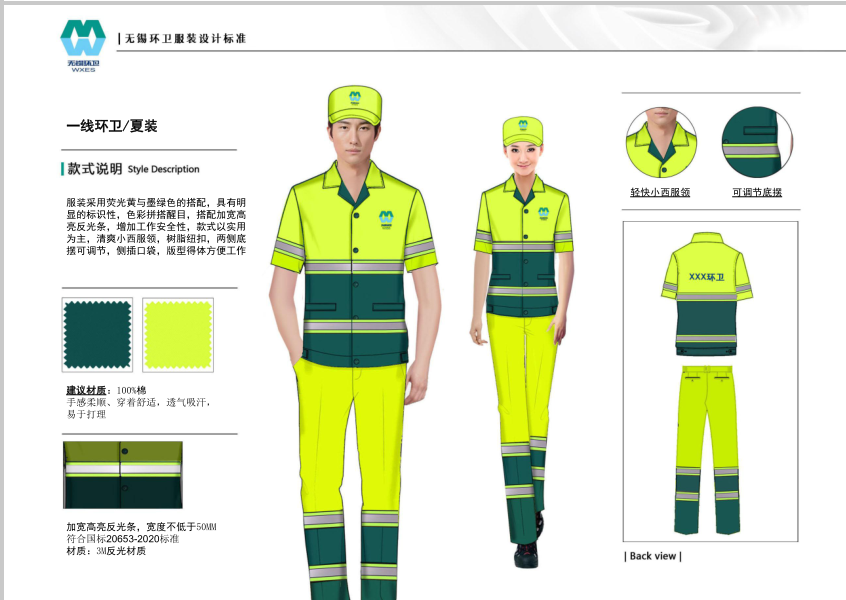 无锡环卫
WXES
无锡环卫服装设计标准
一线环卫/夏装
款式说明 Style Description
服装采用荧光黄与墨绿色的搭配，具有明
显的标识性，色彩拼搭醒目，搭配加宽高
亮反光条，增加工作安全性，款式以实用
为主，清爽小西服领，树脂纽扣，两侧底
摆可调节，侧插口袋，版型得体方便工作
建议材质：100%棉
手感柔顺、穿着舒适，透气吸汗，
易于打理
加宽高亮反光条，宽度不低于50MM
符合国标20653-2020标准
材质：3M反光材质
轻快小西服领
可调节底摆
XXX环卫
| Back view |